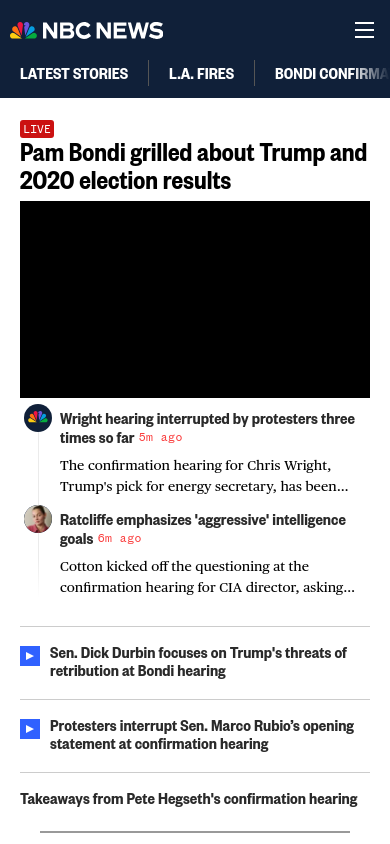 NBC NEWS
LATEST STORIES
L.A. FIRES
BONDI CONFIRMA
LIVE
Pam Bondi grilled about Trump and
2020 election results
Wright hearing interrupted by protesters three
times so far 5m ago
The confirmation hearing for Chris Wright,
Trump's pick for energy secretary, has been...
Ratcliffe emphasizes 'aggressive' intelligence
goals 6m ago
Cotton kicked off the questioning at the
confirmation hearing for CIA director, asking...
Sen. Dick Durbin focuses on Trump's threats of
retribution at Bondi hearing
Protesters interrupt Sen. Marco Rubio’s opening
statement at confirmation hearing
Takeaways from Pete Hegseth's confirmation hearing